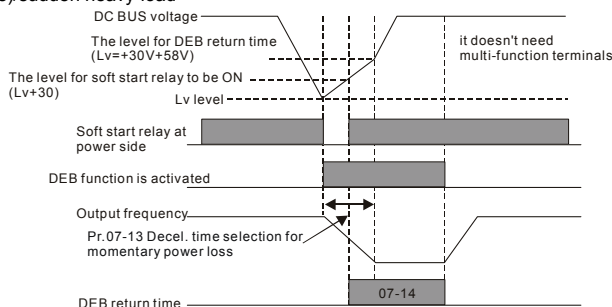 DC BUS voltage
The level for DEB return time
(Lv=+30V+58V)
it doesn't need
multi-function terminals
The level for soft start relay to be ON
(Lv+30)
Lv level
Soft start relay at
power side
DEB function is activated
Output frequency
Pr.07-13 Decel. time selection for
momentary power loss
07-14
DEB return time